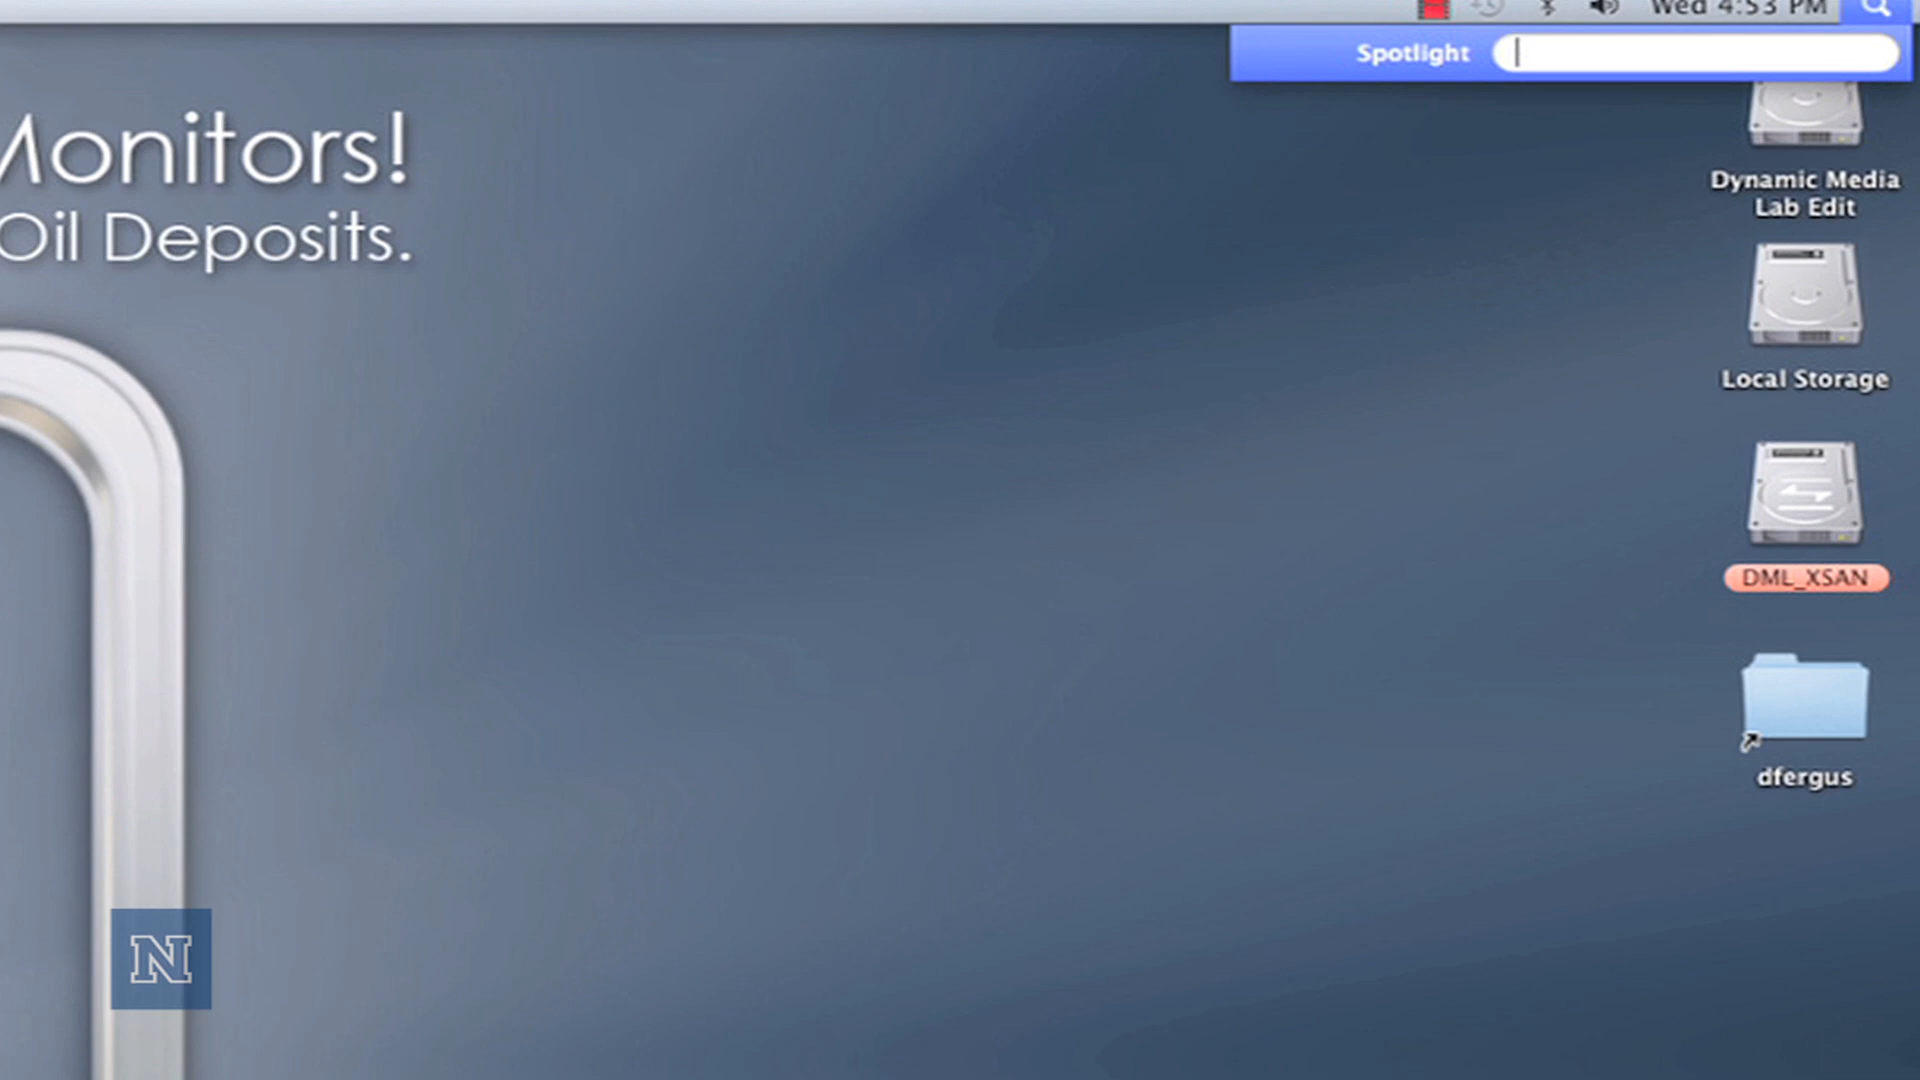 Wed 4:53 PM
Spotlight
Monitors!
Oil Deposits.
Dynamic Media
Lab Edit
Local Storage
DML_XSAN
dfergus
N